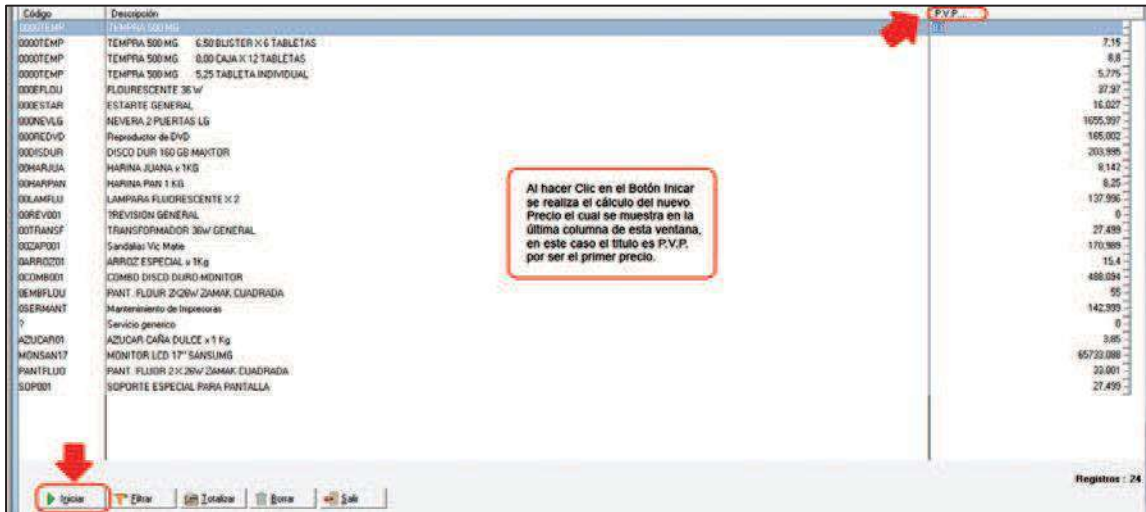 Código Descripción P.V.P...
0000TEMP TEMPRA 500 MG
0000TEMP TEMPRA 500 MG 6.50 BLISTER X 6 TABLETAS 7,15
0000TEMP TEMPRA 500 MG 8.00 CAJA X 12 TABLETAS 8,8
0000TEMP TEMPRA 500 MG 5.25 TABLETA INDIVIDUAL 5,775
000EFLOU FLOURESCENTE 36 W 37,97
000ESTAR ESTARTE GENERAL 16,027
000NEVLG NEVERA 2 PUERTAS LG 1655,997
000REDVD Reproductor de DVD 165,002
000ISDUR DISCO DUR 160 GB MAXTOR 203,995
00HARJUA HARINA JUANA x 1KG 8,142
00HARPAN HARINA PAN 1 KG 8,25
00LAMFLU LAMPARA FLUORESCENTE X 2 137,996
00REV001 ?REVISION GENERAL 0
00TRANSF TRANSFORMADOR 36W GENERAL 27,499
00ZAP001 Sandalias Vic Matie 170,989
0ARROZ01 ARROZ ESPECIAL x 1Kg 15,4
0COMB001 COMBO DISCO DURO-MONITOR 488,094
0EMBFLOU PANT. FLOUR 2X26W ZAMAK, CUADRADA 55
0SERMANT Mantenimiento de Impresoras 142,999
? Servicio generico 0
AZUCAR01 AZUCAR CAÑA DULCE x 1 Kg 3,85
MONSAN17 MONITOR LCD 17" SANSUMG 65733,088
PANTFLUO PANT. FLUOR 2 X 26W ZAMAK CUADRADA 33,001
SOP001 SOPORTE ESPECIAL PARA PANTALLA 27,499
Al hacer Clic en el Botón Inicar
se realiza el cálculo del nuevo
Precio el cual se muestra en la
última columna de esta ventana,
en este caso el titulo es P.V.P.
por ser el primer precio.
Registros : 24
Iniciar Filtrar Totalizar Borrar Salir